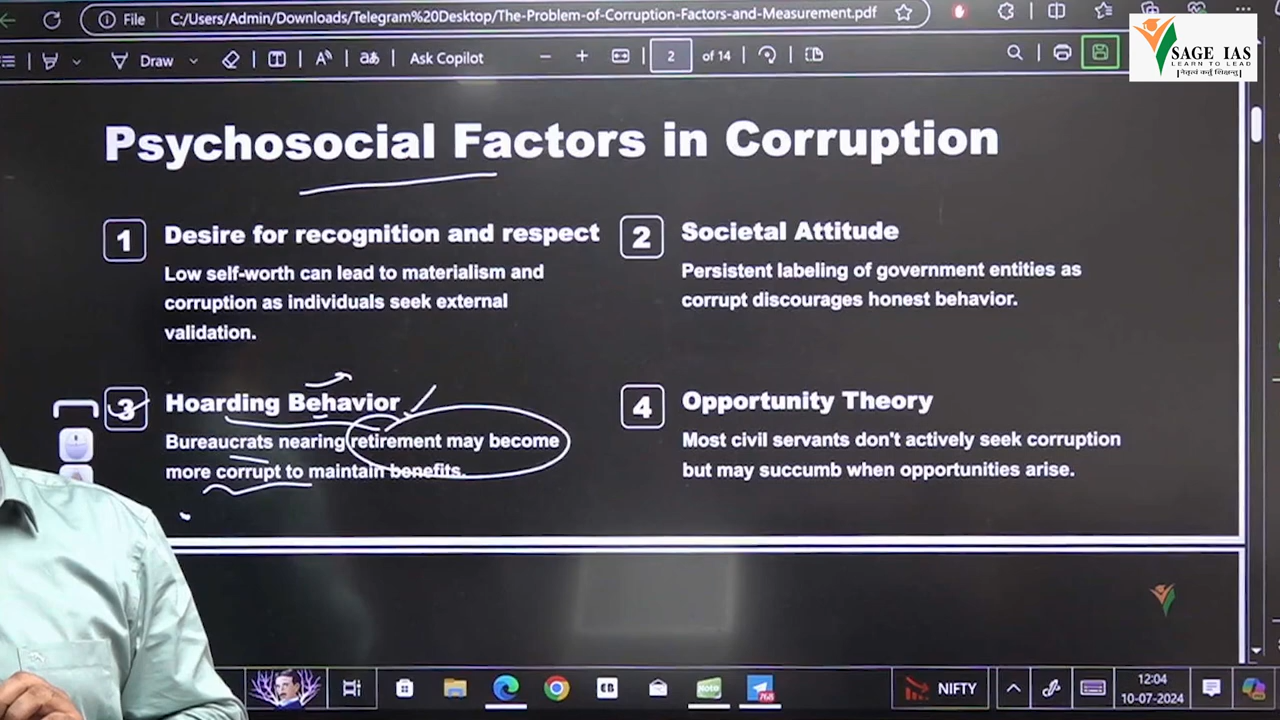 File
C:/Users/Admin/Downloads/Telegram%20Desktop/The-Problem-of-Corruption-Factors-and-Measurement.pdf
Draw
Ask Copilot
2
of 14
SAGE IAS
LEARN TO LEAD
Psychosocial Factors in Corruption
1
Desire for recognition and respect
Low self-worth can lead to materialism and
corruption as individuals seek external
validation.
2
Societal Attitude
Persistent labeling of government entities as
corrupt discourages honest behavior.
3
Hoarding Behavior
Bureaucrats nearing retirement may become
more corrupt to maintain benefits.
4
Opportunity Theory
Most civil servants don't actively seek corruption
but may succumb when opportunities arise.
NIFTY
12:04
10-07-2024